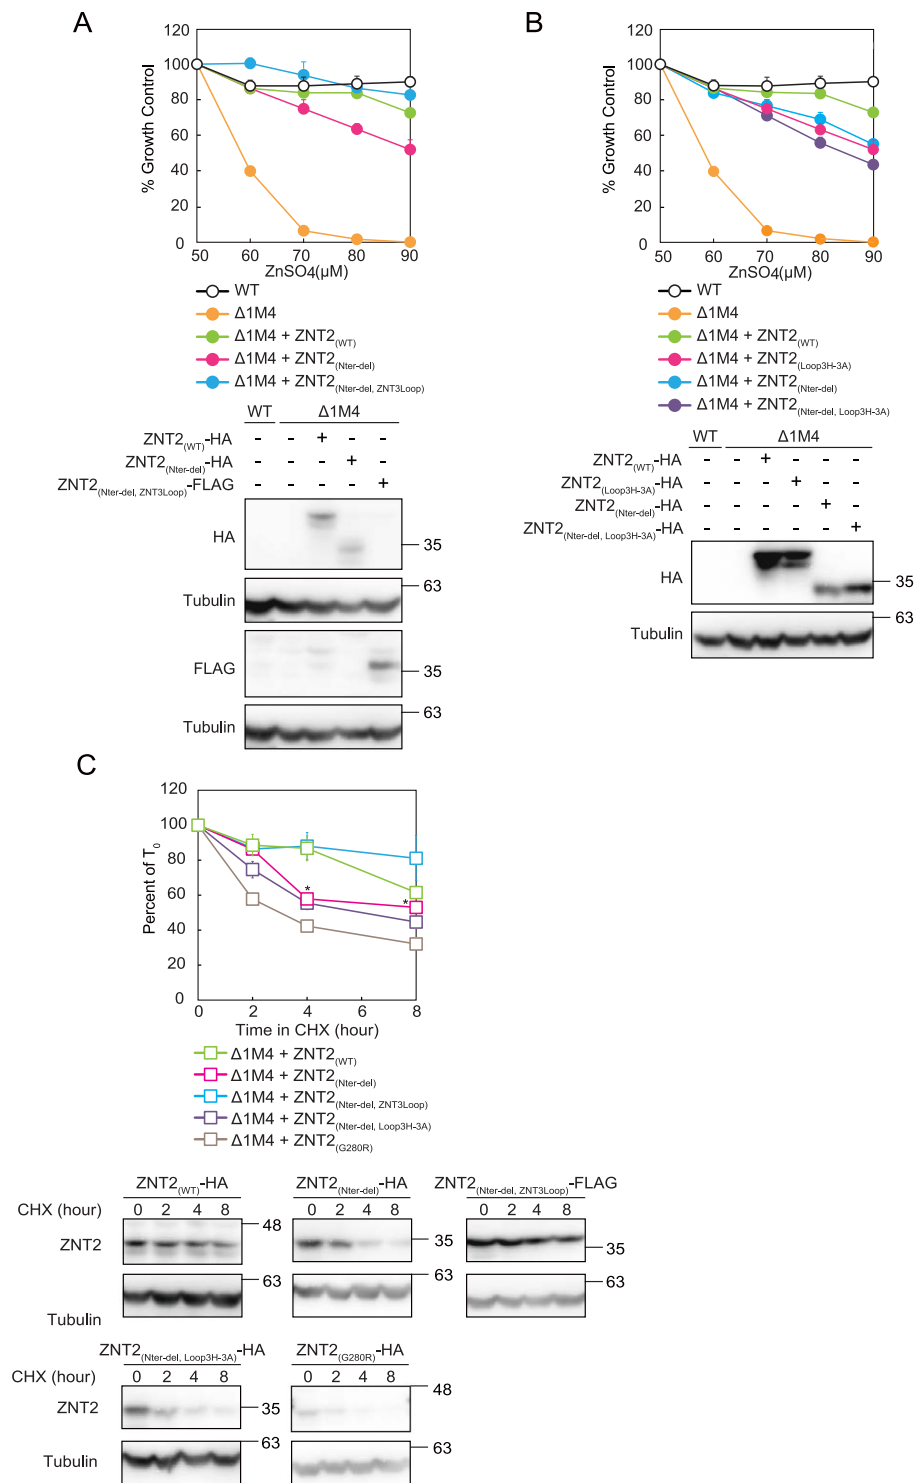 A
120
100
80
60
40
20
0
% Growth Control
50 60 70 80 90
ZnSO4(µM)
WT
Δ1M4
Δ1M4 + ZNT2(WT)
Δ1M4 + ZNT2(Nter-del)
Δ1M4 + ZNT2(Nter-del, ZNT3Loop)
WT Δ1M4
ZNT2(WT)-HA - - + - -
ZNT2(Nter-del)-HA - - - + -
ZNT2(Nter-del, ZNT3Loop)-FLAG - - - - +
HA
35
63
Tubulin
FLAG
35
63
Tubulin
B
120
100
80
60
40
20
0
% Growth Control
50 60 70 80 90
ZnSO4(µM)
WT
Δ1M4
Δ1M4 + ZNT2(WT)
Δ1M4 + ZNT2(Loop3H-3A)
Δ1M4 + ZNT2(Nter-del)
Δ1M4 + ZNT2(Nter-del, Loop3H-3A)
WT Δ1M4
ZNT2(WT)-HA - - + - - -
ZNT2(Loop3H-3A)-HA - - - + - -
ZNT2(Nter-del)-HA - - - - + -
ZNT2(Nter-del, Loop3H-3A)-HA - - - - - +
HA
35
63
Tubulin
C
120
100
80
60
40
20
0
Percent of T0
* *
0 2 4 6 8
Time in CHX (hour)
Δ1M4 + ZNT2(WT)
Δ1M4 + ZNT2(Nter-del)
Δ1M4 + ZNT2(Nter-del, ZNT3Loop)
Δ1M4 + ZNT2(Nter-del, Loop3H-3A)
Δ1M4 + ZNT2(G280R)
ZNT2(WT)-HA ZNT2(Nter-del)-HA ZNT2(Nter-del, ZNT3Loop)-FLAG
CHX (hour) 0 2 4 8 0 2 4 8 0 2 4 8
48
ZNT2 35 35
63 63 63
Tubulin
ZNT2(Nter-del, Loop3H-3A)-HA ZNT2(G280R)-HA
CHX (hour) 0 2 4 8 0 2 4 8
48
ZNT2 35
63 63
Tubulin